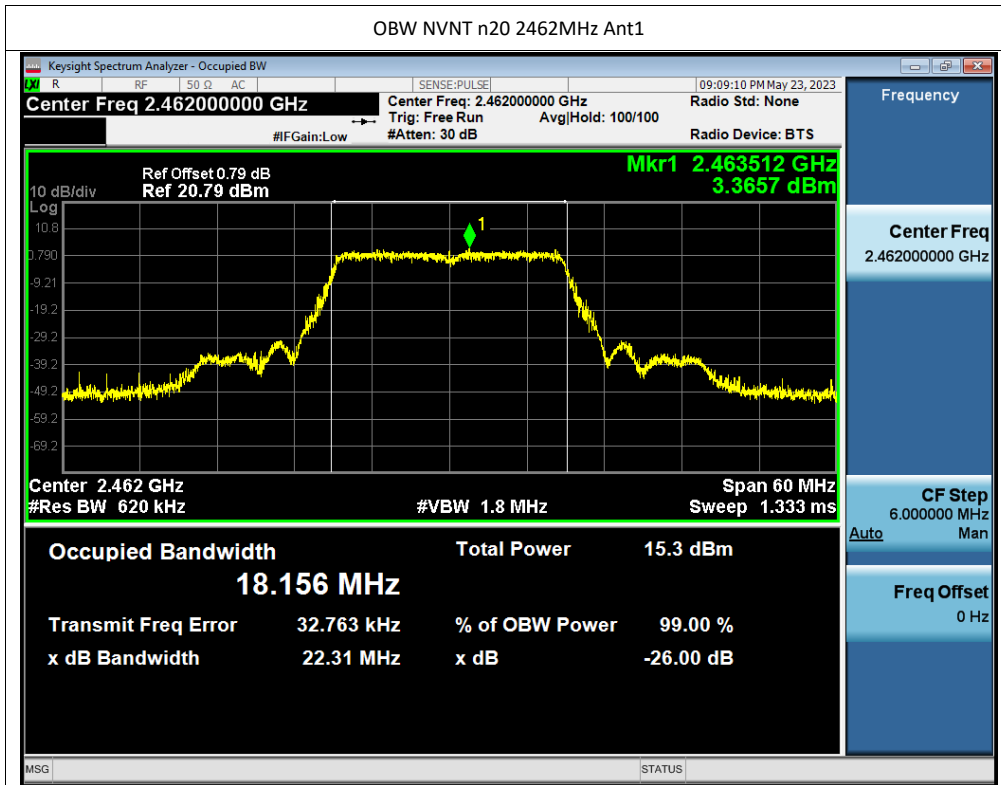 OBW NVNT n20 2462MHz Ant1
Keysight Spectrum Analyzer - Occupied BW
LXI R RF 50 Ω AC SENSE:PULSE 09:09:10 PM May 23, 2023
Center Freq 2.462000000 GHz
Center Freq: 2.462000000 GHz
Radio Std: None
Trig: Free Run Avg|Hold: 100/100
#IFGain:Low
#Atten: 30 dB
Radio Device: BTS
Frequency
Mkr1 2.463512 GHz
3.3657 dBm
Ref Offset 0.79 dB
10 dB/div Ref 20.79 dBm
Log
10.8
0.790
-9.21
-19.2
-29.2
-39.2
-49.2
-59.2
-69.2
1
Center 2.462 GHz
Span 60 MHz
#Res BW 620 kHz
#VBW 1.8 MHz
Sweep 1.333 ms
Center Freq
2.462000000 GHz
CF Step
6.000000 MHz
Auto Man
Freq Offset
0 Hz
Occupied Bandwidth
18.156 MHz
Total Power 15.3 dBm
Transmit Freq Error 32.763 kHz
% of OBW Power 99.00 %
x dB Bandwidth 22.31 MHz
x dB -26.00 dB
MSG
STATUS